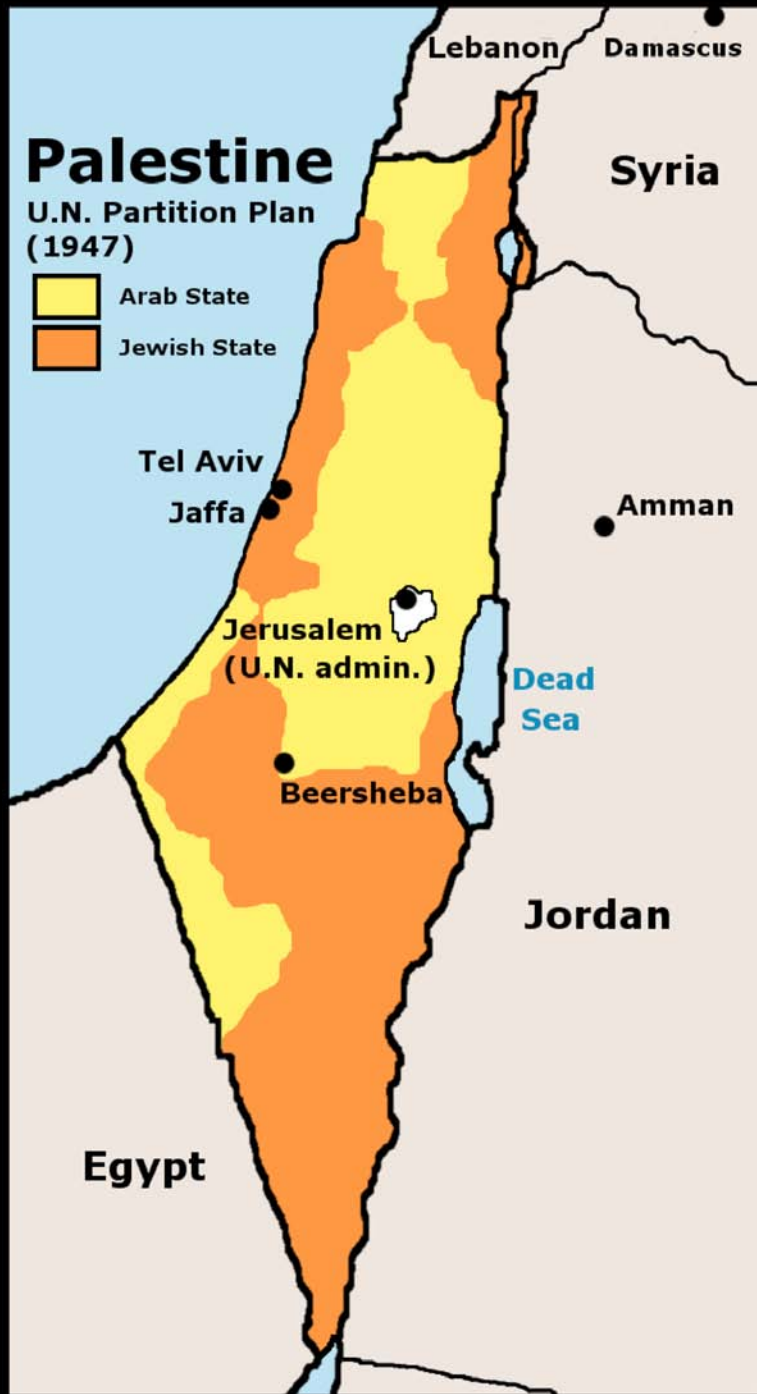 Lebanon
Damascus
Palestine
U.N. Partition Plan
(1947)
Syria
Arab State
Jewish State
Tel Aviv
Jaffa
Amman
Jerusalem
(U.N. admin.)
Dead
Sea
Beersheba
Jordan
Egypt